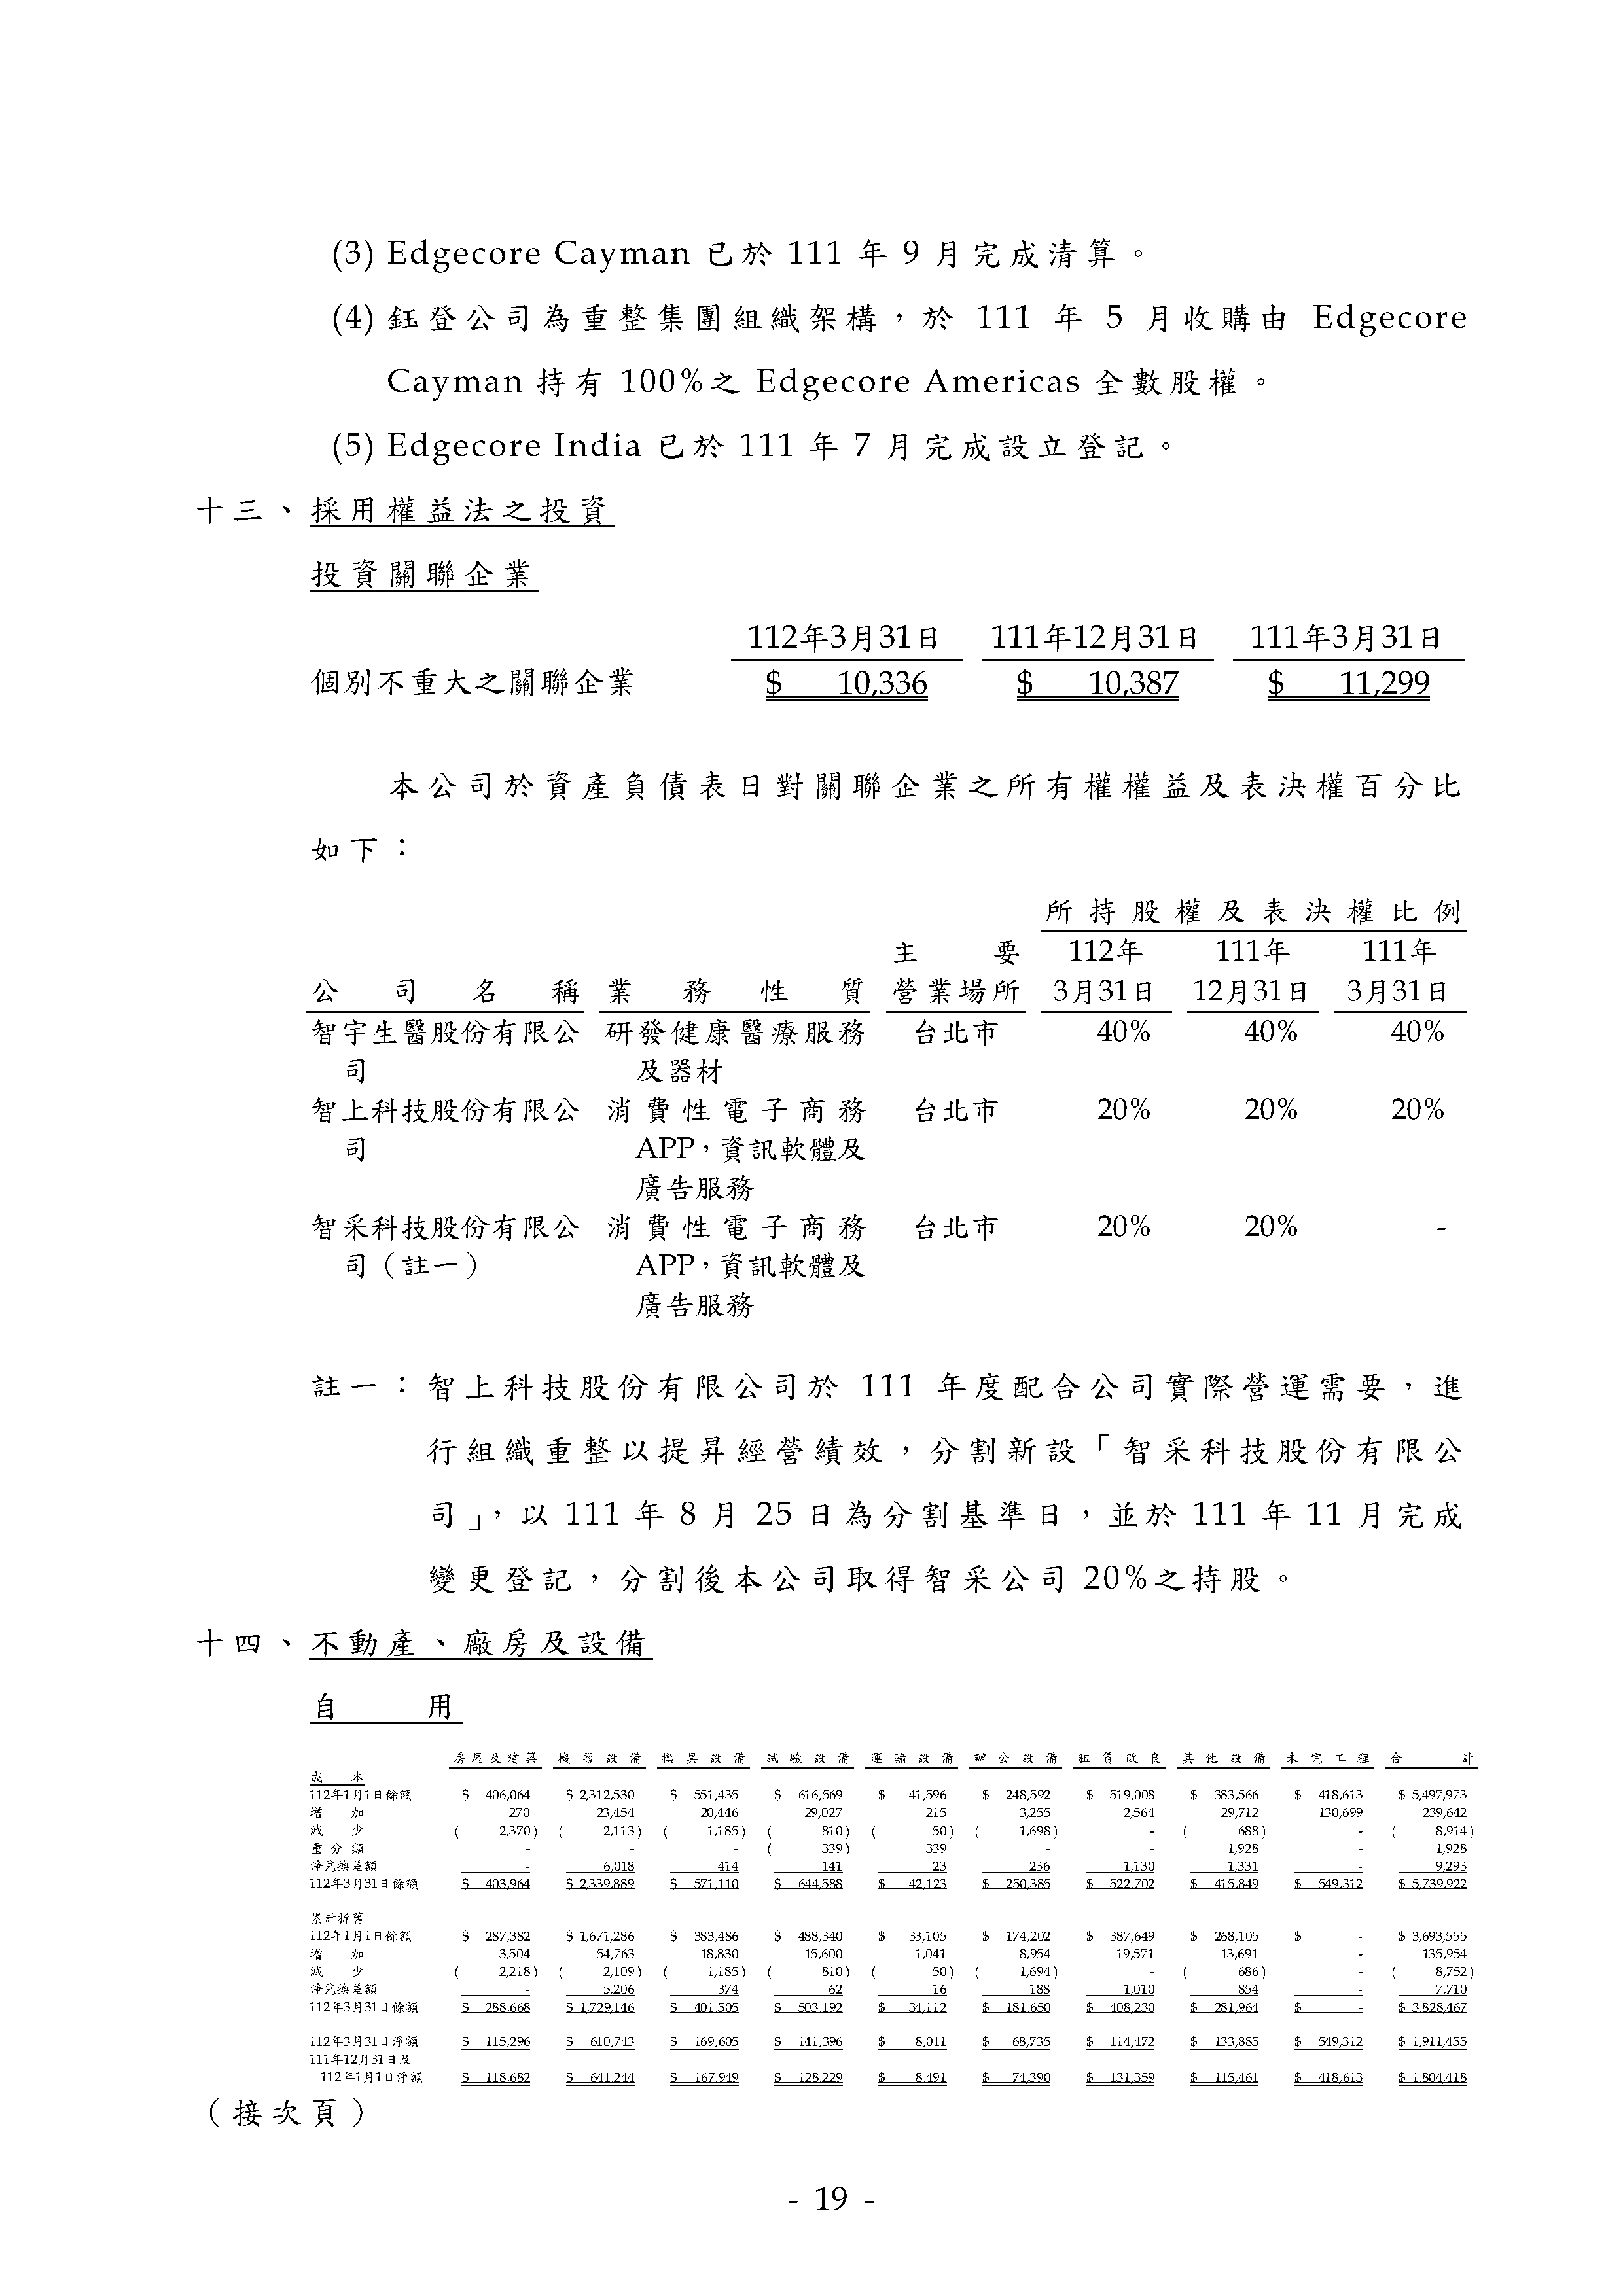 (3) Edgecore Cayman 已於 111 年 9 月完成清算。
(4) 鈺登公司為重整集團組織架構，於 111 年 5 月收購由 Edgecore
Cayman 持有 100%之 Edgecore Americas 全數股權。
(5) Edgecore India 已於 111 年 7 月完成設立登記。
十三、採用權益法之投資
投資關聯企業
112年3月31日 111年12月31日 111年3月31日
個別不重大之關聯企業 $ 10,336 $ 10,387 $ 11,299
本公司於資產負債表日對關聯企業之所有權權益及表決權百分比
如下：
所持股權及表決權比例
主要 112年 111年 111年
公司名稱 業務性質 營業場所 3月31日 12月31日 3月31日
智宇生醫股份有限公 研發健康醫療服務 台北市 40% 40% 40%
司 及器材
智上科技股份有限公 消費性電子商務 台北市 20% 20% 20%
司 APP，資訊軟體及
廣告服務
智采科技股份有限公 消費性電子商務 台北市 20% 20% -
司（註一） APP，資訊軟體及
廣告服務
註一：智上科技股份有限公司於 111 年度配合公司實際營運需要，進
行組織重整以提昇經營績效，分割新設「智采科技股份有限公
司」，以 111 年 8 月 25 日為分割基準日，並於 111 年 11 月完成
變更登記，分割後本公司取得智采公司 20%之持股。
十四、不動產、廠房及設備
自用
房屋及建築 機器設備 模具設備 試驗設備 運輸設備 辦公設備 租賃改良 其他設備 未完工程 合計
成本
112年1月1日餘額 $ 406,064 $ 2,312,530 $ 551,435 $ 616,569 $ 41,596 $ 248,592 $ 519,008 $ 383,566 $ 418,613 $ 5,497,973
增加 270 23,454 20,446 29,027 215 3,255 2,564 29,712 130,699 239,642
減少 ( 2,370) ( 2,113) ( 1,185) ( 810) ( 50) ( 1,698) - ( 688) - ( 8,914)
重分類 - - - ( 339) 339 - - 1,928 - 1,928
淨兌換差額 - 6,018 414 141 23 236 1,130 1,331 - 9,293
112年3月31日餘額 $ 403,964 $ 2,339,889 $ 571,110 $ 644,588 $ 42,123 $ 250,385 $ 522,702 $ 415,849 $ 549,312 $ 5,739,922
累計折舊
112年1月1日餘額 $ 287,382 $ 1,671,286 $ 383,486 $ 488,340 $ 33,105 $ 174,202 $ 387,649 $ 268,105 $ - $ 3,693,555
增加 3,504 54,763 18,830 15,600 1,041 8,954 19,571 13,691 - 135,954
減少 ( 2,218) ( 2,109) ( 1,185) ( 810) ( 50) ( 1,694) - ( 686) - ( 8,752)
淨兌換差額 - 5,206 374 62 16 188 1,010 854 - 7,710
112年3月31日餘額 $ 288,668 $ 1,729,146 $ 401,505 $ 503,192 $ 34,112 $ 181,650 $ 408,230 $ 281,964 $ - $ 3,828,467
112年3月31日淨額 $ 115,296 $ 610,743 $ 169,605 $ 141,396 $ 8,011 $ 68,735 $ 114,472 $ 133,885 $ 549,312 $ 1,911,455
111年12月31日及
112年1月1日淨額 $ 118,682 $ 641,244 $ 167,949 $ 128,229 $ 8,491 $ 74,390 $ 131,359 $ 115,461 $ 418,613 $ 1,804,418
（接次頁）
- 19 -